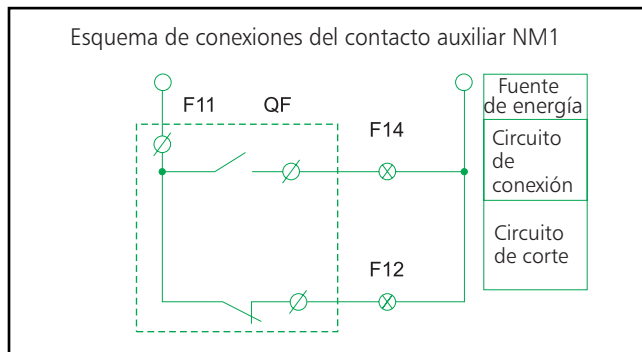 Esquema de conexiones del contacto auxiliar NM1
F11
QF
F14
F12
Fuente
de energía
Circuito
de
conexión
Circuito
de corte